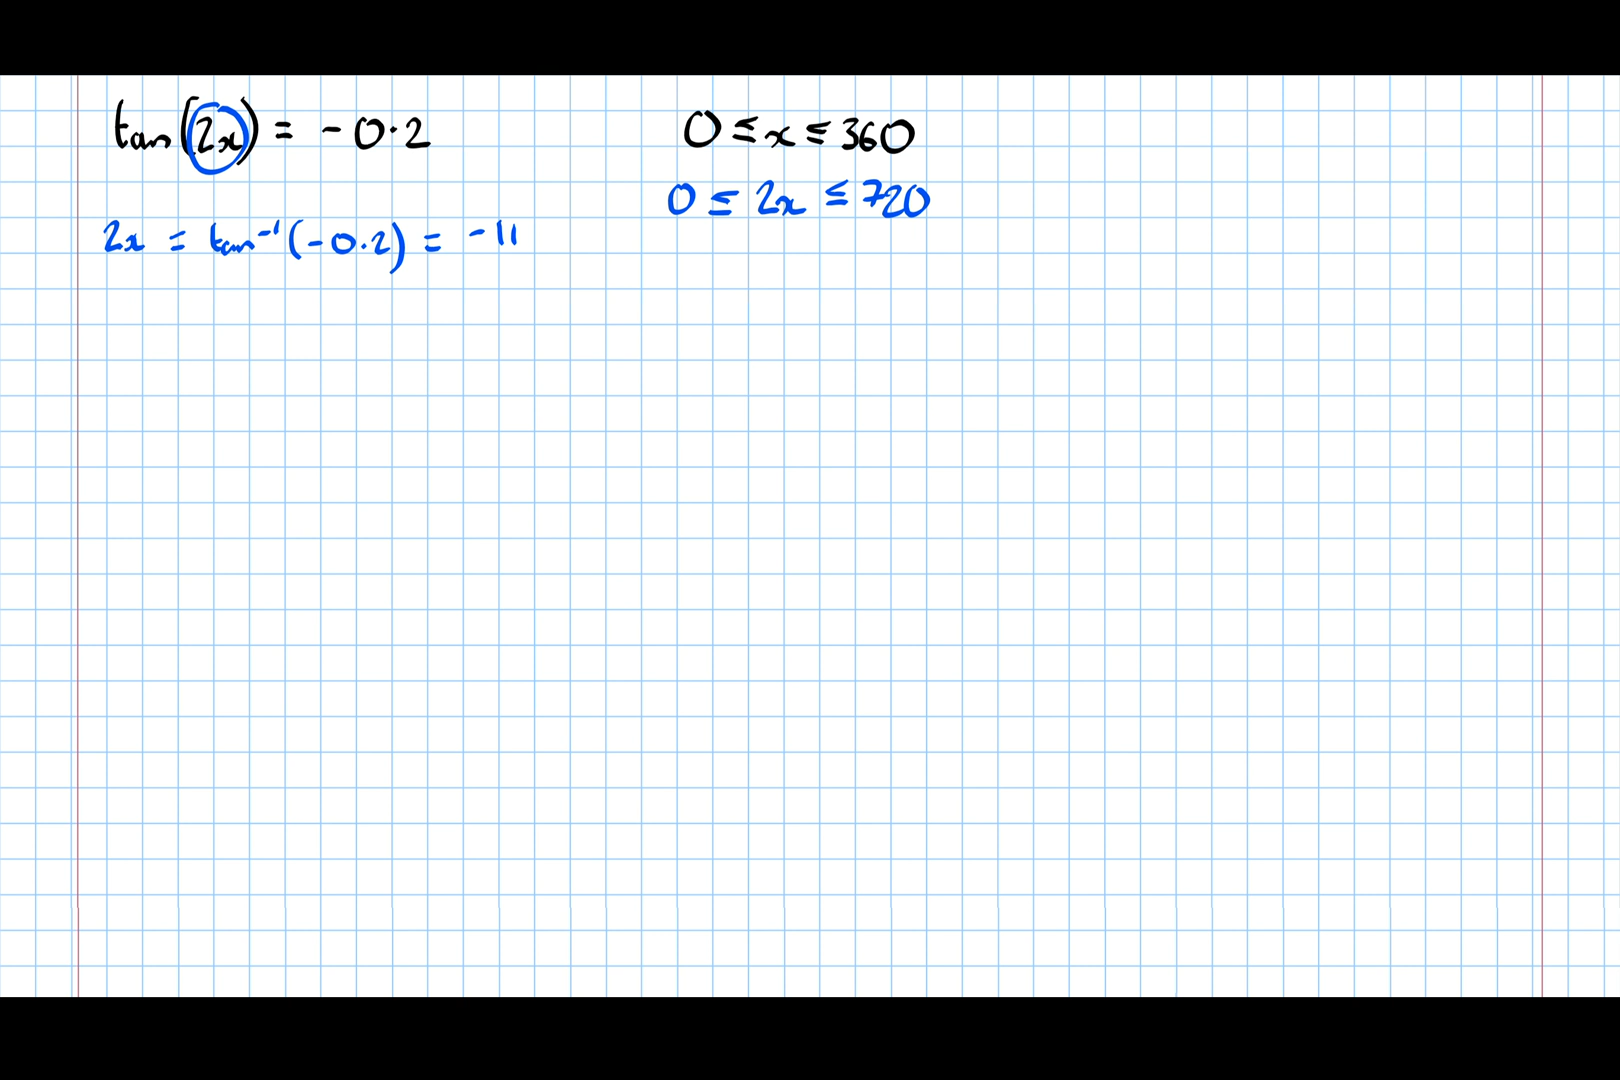 tan(2x) = -0.2 0 ≤ x ≤ 360
0 ≤ 2x ≤ 720
2x = tan⁻¹(-0.2) = -11